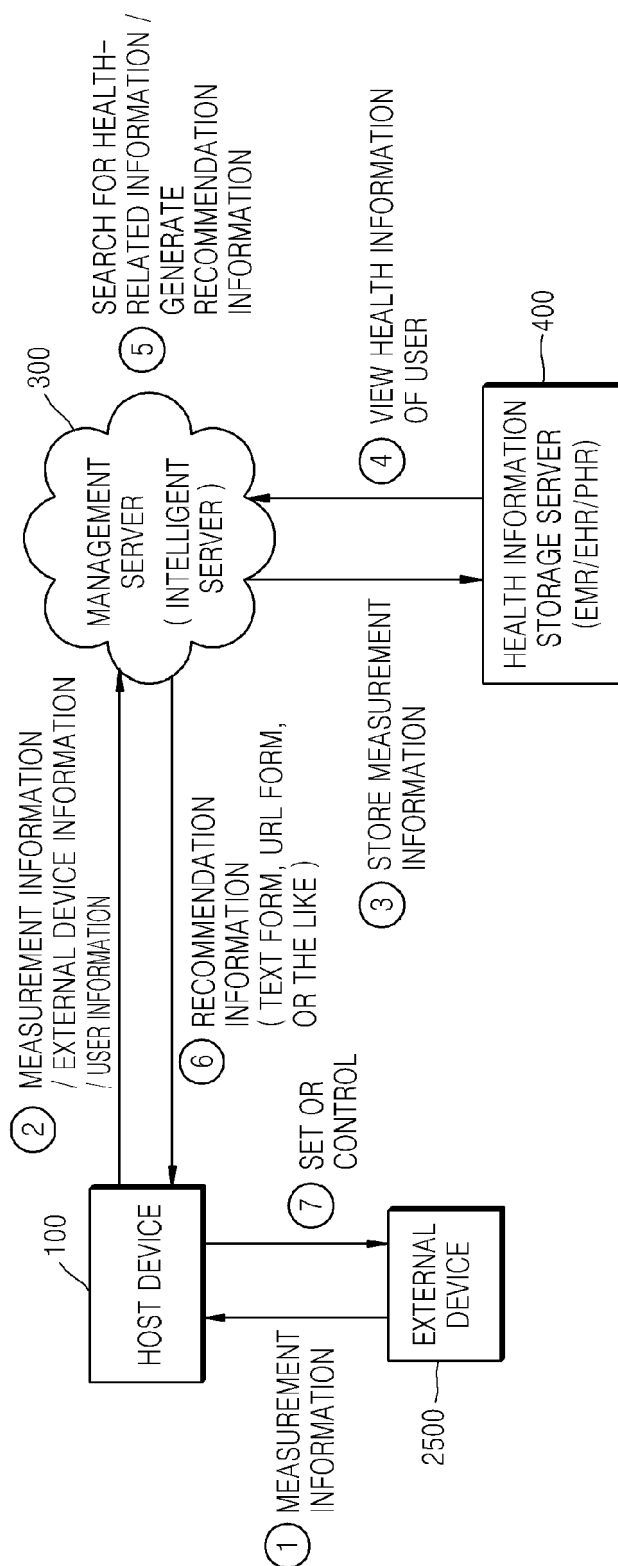 100
HOST DEVICE
1
MEASUREMENT
INFORMATION
EXTERNAL
DEVICE
2500
7
SET OR
CONTROL
2
MEASUREMENT INFORMATION
/ EXTERNAL DEVICE INFORMATION
/ USER INFORMATION
6
RECOMMENDATION
INFORMATION
( TEXT FORM, URL FORM,
OR THE LIKE )
300
MANAGEMENT
SERVER
( INTELLIGENT
SERVER )
5
SEARCH FOR HEALTH-
RELATED INFORMATION /
GENERATE
RECOMMENDATION
INFORMATION
3
STORE MEASUREMENT
INFORMATION
4
VIEW HEALTH INFORMATION
OF USER
400
HEALTH INFORMATION
STORAGE SERVER
(EMR/EHR/PHR)